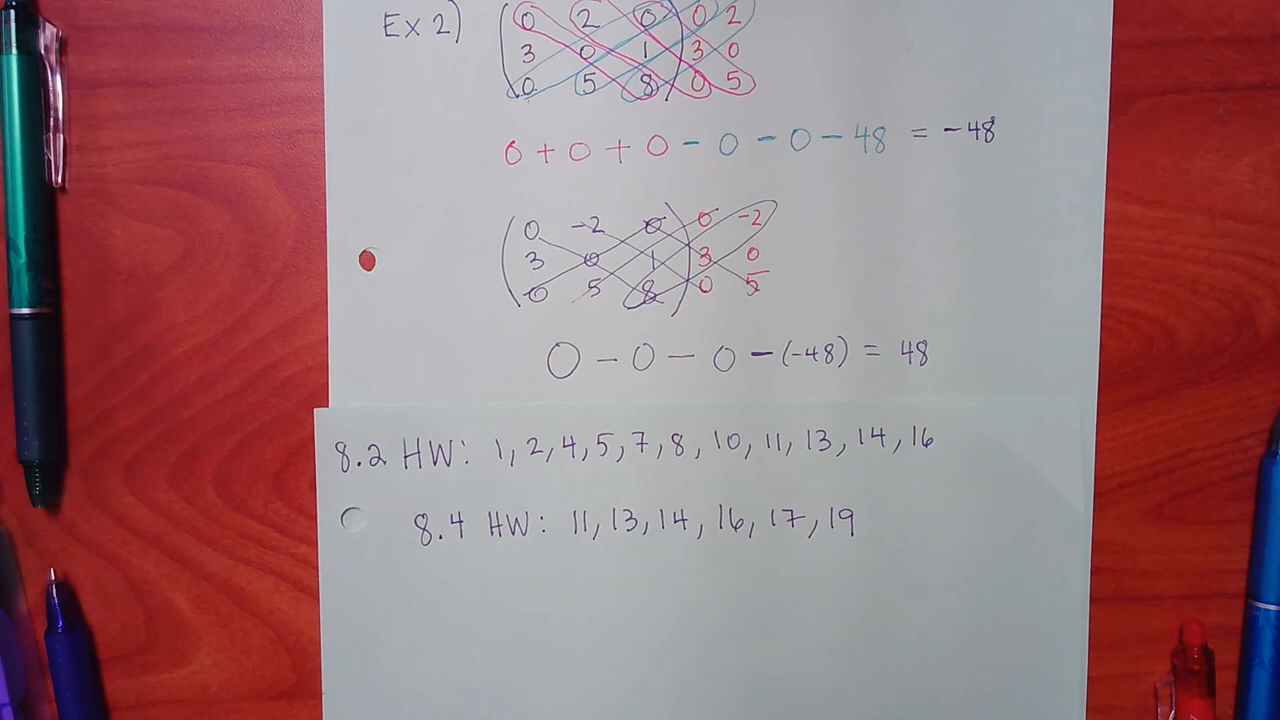 Ex 2) ( 0 2 0 ) 0 2
3 0 1 3 0
0 5 8 0 5
0 + 0 + 0 - 0 - 0 - 48 = -48
( 0 -2 0 ) 0 -2
3 0 1 3 0
0 5 8 0 5
0 - 0 - 0 - (-48) = 48
8.2 HW: 1, 2, 4, 5, 7, 8, 10, 11, 13, 14, 16
8.4 HW: 11, 13, 14, 16, 17, 19